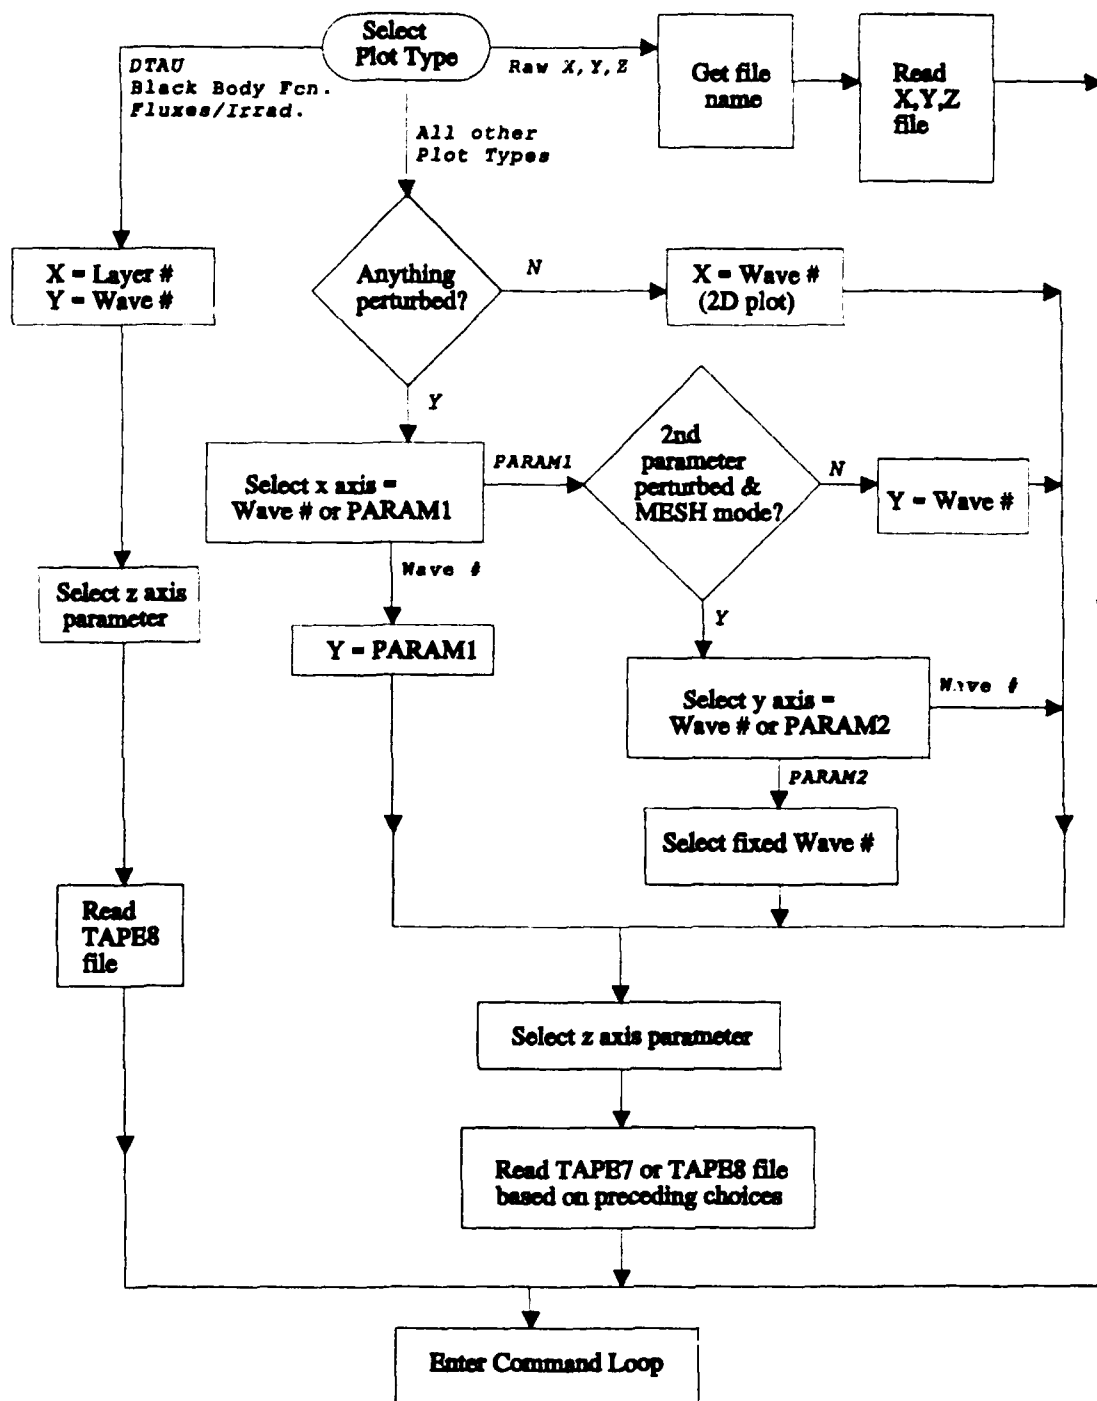 Select
Plot Type
DTAU
Black Body Fcn.
Fluxes/Irrad.
Raw X,Y,Z
Get file
name
Read
X,Y,Z
file
All other
Plot Types
X = Layer #
Y = Wave #
Anything
perturbed?
N
X = Wave #
(2D plot)
Y
Select x axis =
Wave # or PARAM1
PARAM1
2nd
parameter
perturbed &
MESH mode?
N
Y = Wave #
Wave #
Select z axis
parameter
Y = PARAM1
Y
Select y axis =
Wave # or PARAM2
Wave #
PARAM2
Select fixed Wave #
Read
TAPE8
file
Select z axis parameter
Read TAPE7 or TAPE8 file
based on preceding choices
Enter Command Loop